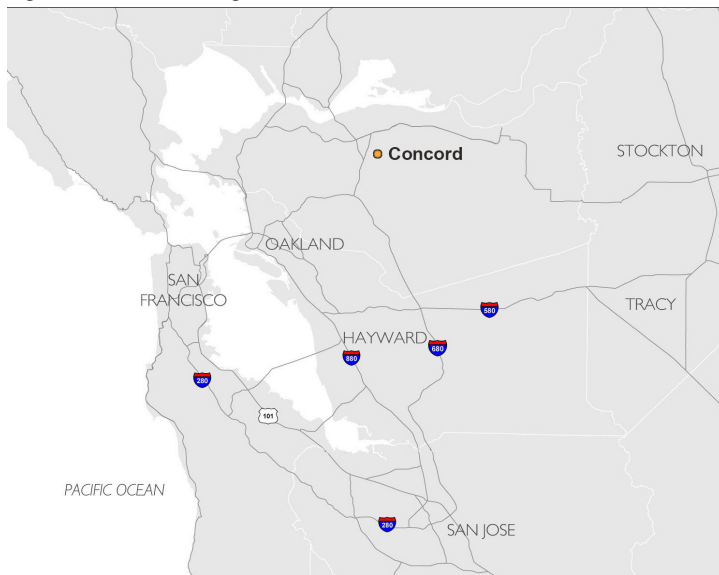 Concord
STOCKTON
OAKLAND
SAN
FRANCISCO
TRACY
580
HAYWARD
680
880
280
101
PACIFIC OCEAN
280
SAN JOSE